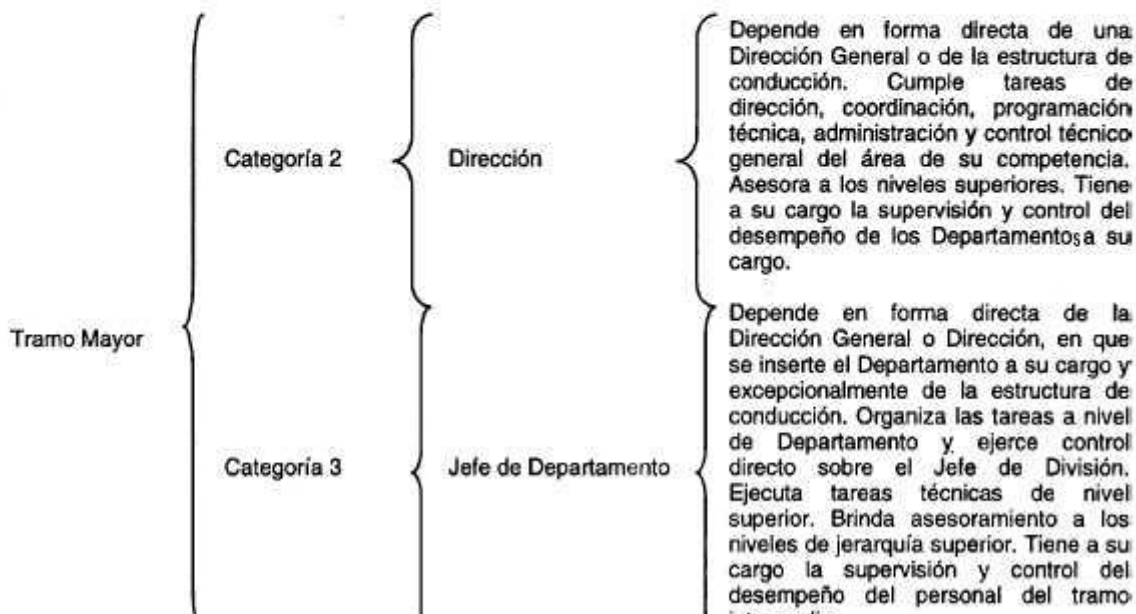 Depende en forma directa de una
Dirección General o de la estructura de
conducción. Cumple tareas de
dirección, coordinación, programación
técnica, administración y control técnico
Categoría 2 Dirección general del área de su competencia.
Asesora a los niveles superiores. Tiene
a su cargo la supervisión y control del
desempeño de los Departamentos a su
cargo.
Depende en forma directa de la
Tramo Mayor Dirección General o Dirección, en que
se inserte el Departamento a su cargo y
excepcionalmente de la estructura de
conducción. Organiza las tareas a nivel
de Departamento y ejerce control
Categoría 3 Jefe de Departamento directo sobre el Jefe de División.
Ejecuta tareas técnicas de nivel
superior. Brinda asesoramiento a los
niveles de jerarquía superior. Tiene a su
cargo la supervisión y control del
desempeño del personal del tramo